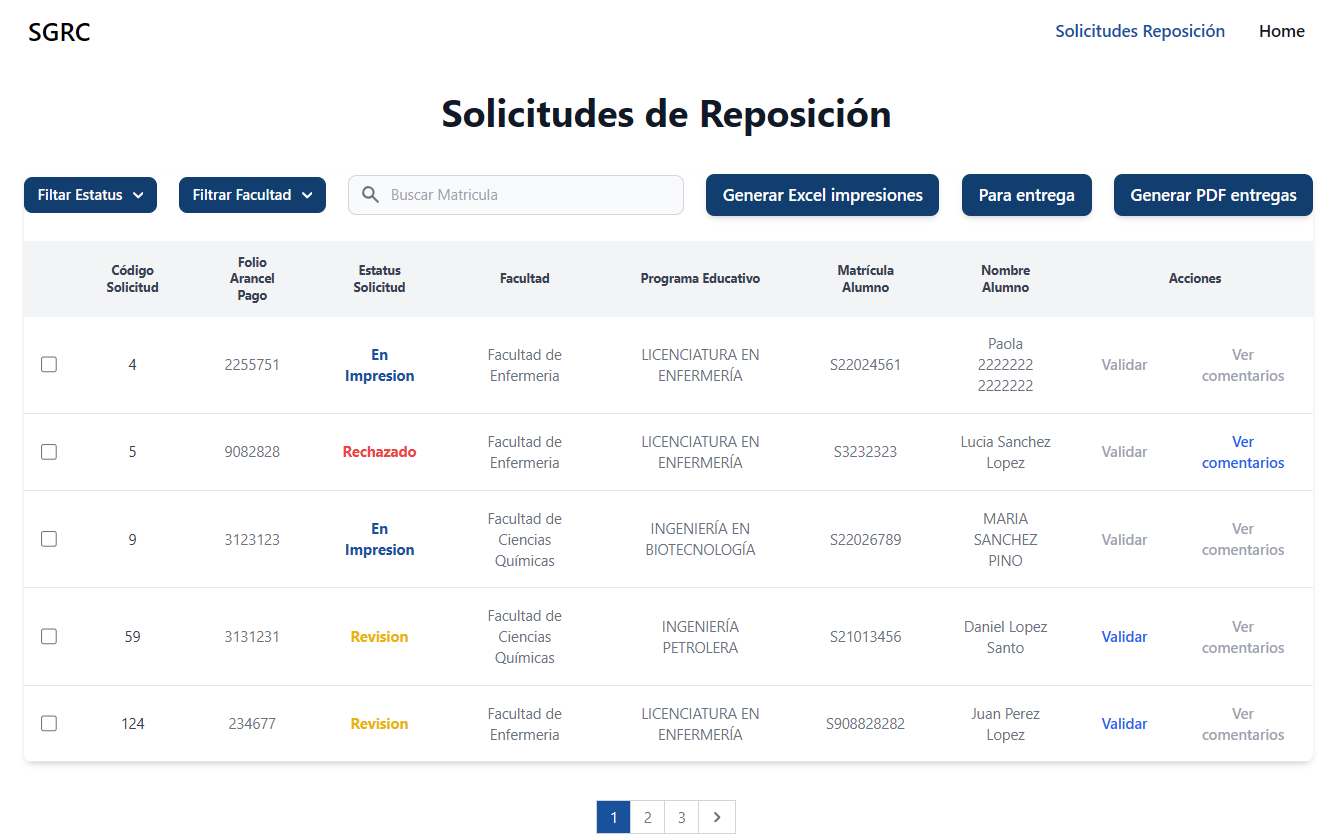 SGRC
Solicitudes Reposición
Home
Solicitudes de Reposición
Filtar Estatus
Filtrar Facultad
Buscar Matricula
Generar Excel impresiones
Para entrega
Generar PDF entregas
Código
Solicitud
Folio
Arancel
Pago
Estatus
Solicitud
Facultad
Programa Educativo
Matrícula
Alumno
Nombre
Alumno
Acciones
4
2255751
En
Impresion
Facultad de
Enfermeria
LICENCIATURA EN
ENFERMERÍA
S22024561
Paola
2222222
2222222
Validar
Ver
comentarios
5
9082828
Rechazado
Facultad de
Enfermeria
LICENCIATURA EN
ENFERMERÍA
S3232323
Lucia Sanchez
Lopez
Validar
Ver
comentarios
9
3123123
En
Impresion
Facultad de
Ciencias
Químicas
INGENIERÍA EN
BIOTECNOLOGÍA
S22026789
MARIA
SANCHEZ
PINO
Validar
Ver
comentarios
59
3131231
Revision
Facultad de
Ciencias
Químicas
INGENIERÍA
PETROLERA
S21013456
Daniel Lopez
Santo
Validar
Ver
comentarios
124
234677
Revision
Facultad de
Enfermeria
LICENCIATURA EN
ENFERMERÍA
S908828282
Juan Perez
Lopez
Validar
Ver
comentarios
1
2
3